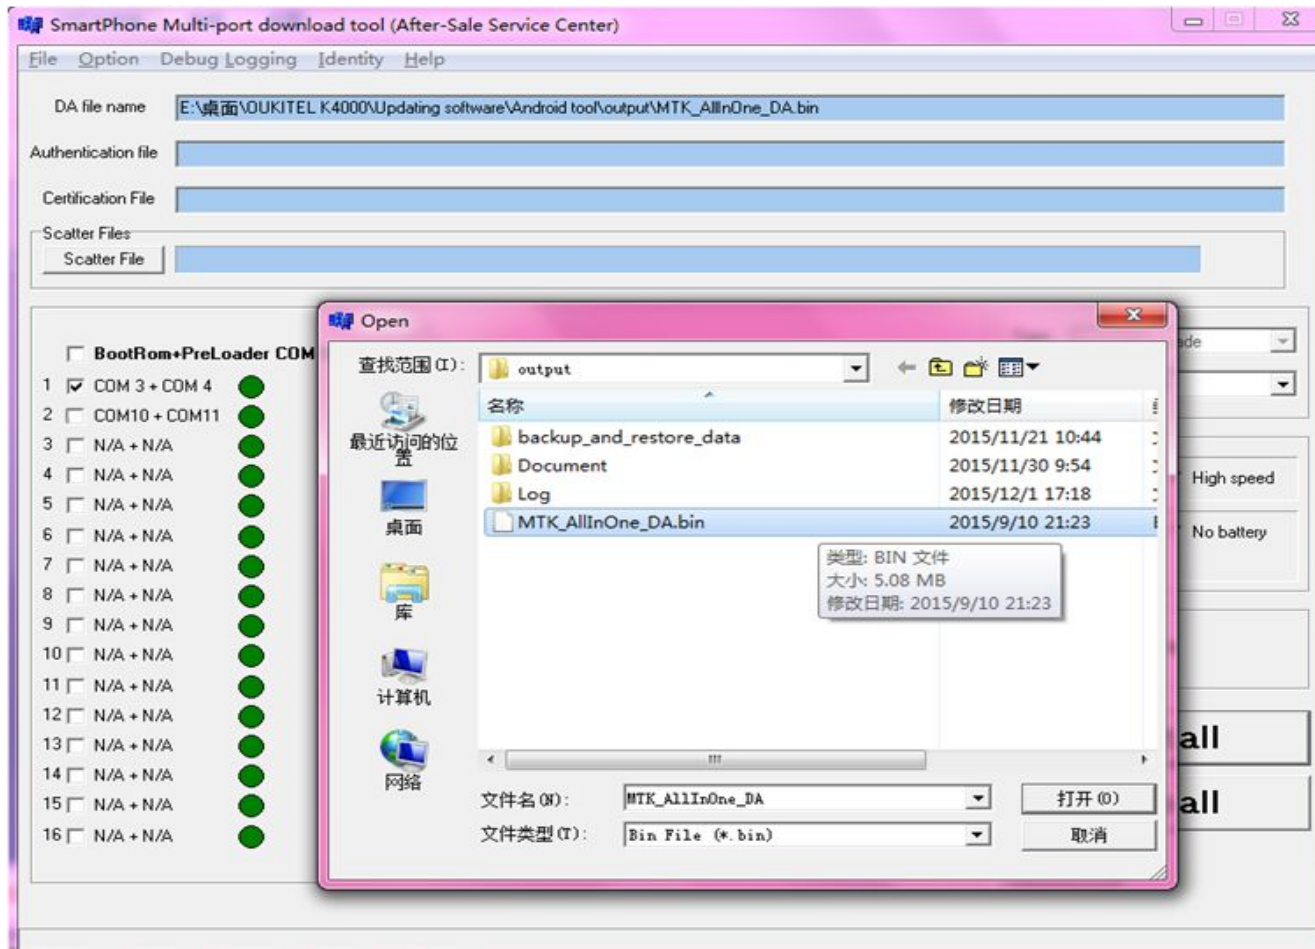 SmartPhone Multi-port download tool (After-Sale Service Center)
File Option Debug Logging Identity Help
DA file name E:\桌面\OUKITEL K4000\Updating software\Android tool\output\MTK_AllInOne_DA.bin
Authentication file
Certification File
Scatter Files
Scatter File
Open
BootRom+PreLoader COM
1 COM 3 + COM 4
2 COM10 + COM11
3 N/A + N/A
4 N/A + N/A
5 N/A + N/A
6 N/A + N/A
7 N/A + N/A
8 N/A + N/A
9 N/A + N/A
10 N/A + N/A
11 N/A + N/A
12 N/A + N/A
13 N/A + N/A
14 N/A + N/A
15 N/A + N/A
16 N/A + N/A
查找范围(I): output
最近访问的位
置
桌面
库
计算机
网络
名称 修改日期
backup_and_restore_data 2015/11/21 10:44
Document 2015/11/30 9:54
Log 2015/12/1 17:18
MTK_AllInOne_DA.bin 2015/9/10 21:23
类型: BIN 文件
大小: 5.08 MB
修改日期: 2015/9/10 21:23
文件名(N): MTK_AllInOne_DA 打开(O)
文件类型(T): Bin File (*.bin) 取消
ade
High speed
No battery
all
all